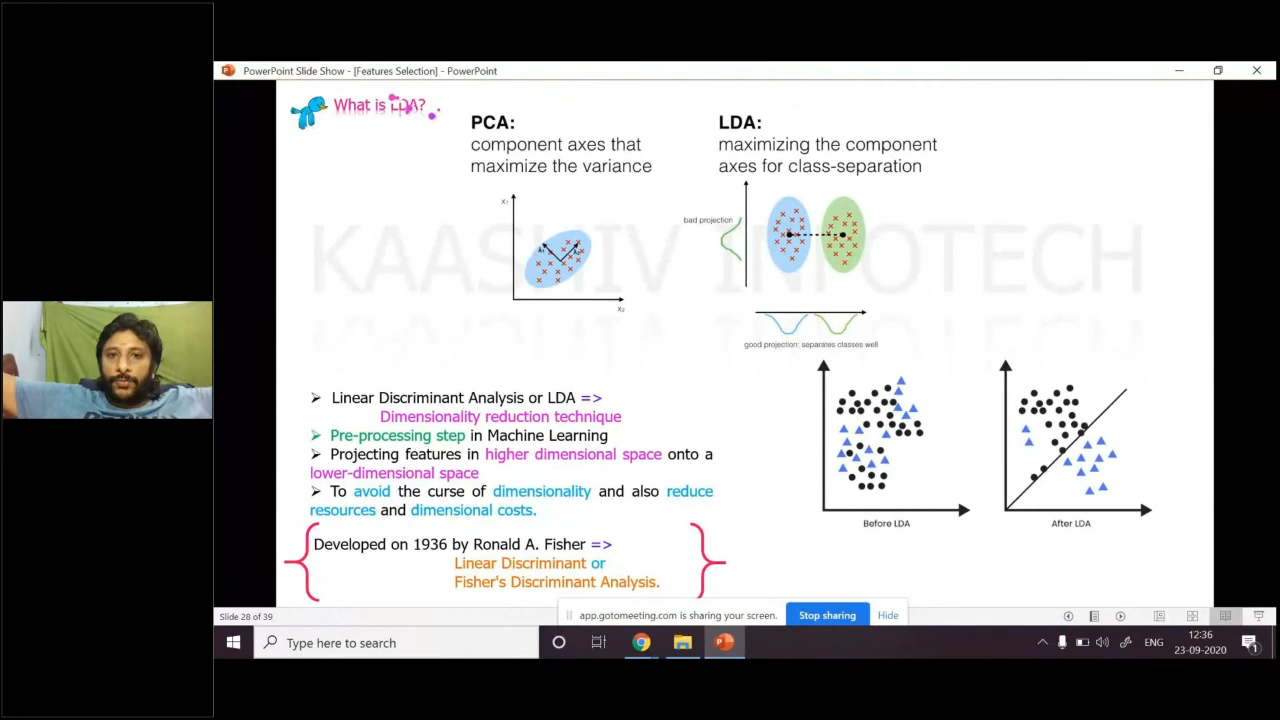 PowerPoint Slide Show - [Features Selection] - PowerPoint
What is LDA?
PCA:
component axes that
maximize the variance
LDA:
maximizing the component
axes for class-separation
X1
X2
bad projection
good projection: separates classes well
KAASHIV INFOTECH
➢ Linear Discriminant Analysis or LDA =>
Dimensionality reduction technique
➢ Pre-processing step in Machine Learning
➢ Projecting features in higher dimensional space onto a
lower-dimensional space
➢ To avoid the curse of dimensionality and also reduce
resources and dimensional costs.
Developed on 1936 by Ronald A. Fisher =>
Linear Discriminant or
Fisher's Discriminant Analysis.
Before LDA
After LDA
Slide 28 of 39
app.gotomeeting.com is sharing your screen.
Stop sharing
Hide
Type here to search
ENG
12:36
23-09-2020
1